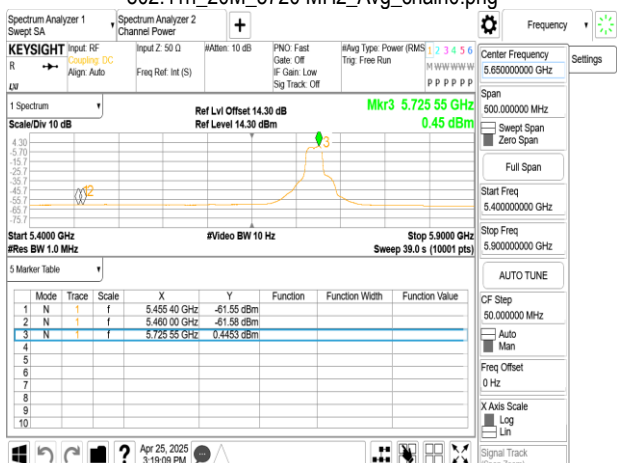 802.11n_20M_5720 MHz_Avg_chain0.png
Spectrum Analyzer 1
Swept SA
Spectrum Analyzer 2
Channel Power
+
Frequency
Settings
KEYSIGHT
R
LXI
Input: RF
Coupling: DC
Align: Auto
Input Z: 50 Ω
Freq Ref: Int (S)
#Atten: 10 dB
PNO: Fast
Gate: Off
IF Gain: Low
Sig Track: Off
#Avg Type: Power (RMS
Trig: Free Run
1 2 3 4 5 6
M W W W W W
P P P P P P
1 Spectrum
Scale/Div 10 dB
Ref Lvl Offset 14.30 dB
Ref Level 14.30 dBm
Mkr3 5.725 55 GHz
0.45 dBm
4.30
-5.70
-15.7
-25.7
-35.7
-45.7
-55.7
-65.7
-75.7
2
3
Start 5.4000 GHz
#Video BW 10 Hz
Stop 5.9000 GHz
#Res BW 1.0 MHz
Sweep 39.0 s (10001 pts)
5 Marker Table
Mode Trace Scale X Y Function Function Width Function Value
1 N 1 f 5.455 40 GHz -61.55 dBm
2 N 1 f 5.460 00 GHz -61.58 dBm
3 N 1 f 5.725 55 GHz 0.4453 dBm
4
5
6
7
8
9
10
Apr 25, 2025
3:19:09 PM
Center Frequency
5.650000000 GHz
Span
500.000000 MHz
Swept Span
Zero Span
Full Span
Start Freq
5.400000000 GHz
Stop Freq
5.900000000 GHz
AUTO TUNE
CF Step
50.000000 MHz
Auto
Man
Freq Offset
0 Hz
X Axis Scale
Log
Lin
Signal Track